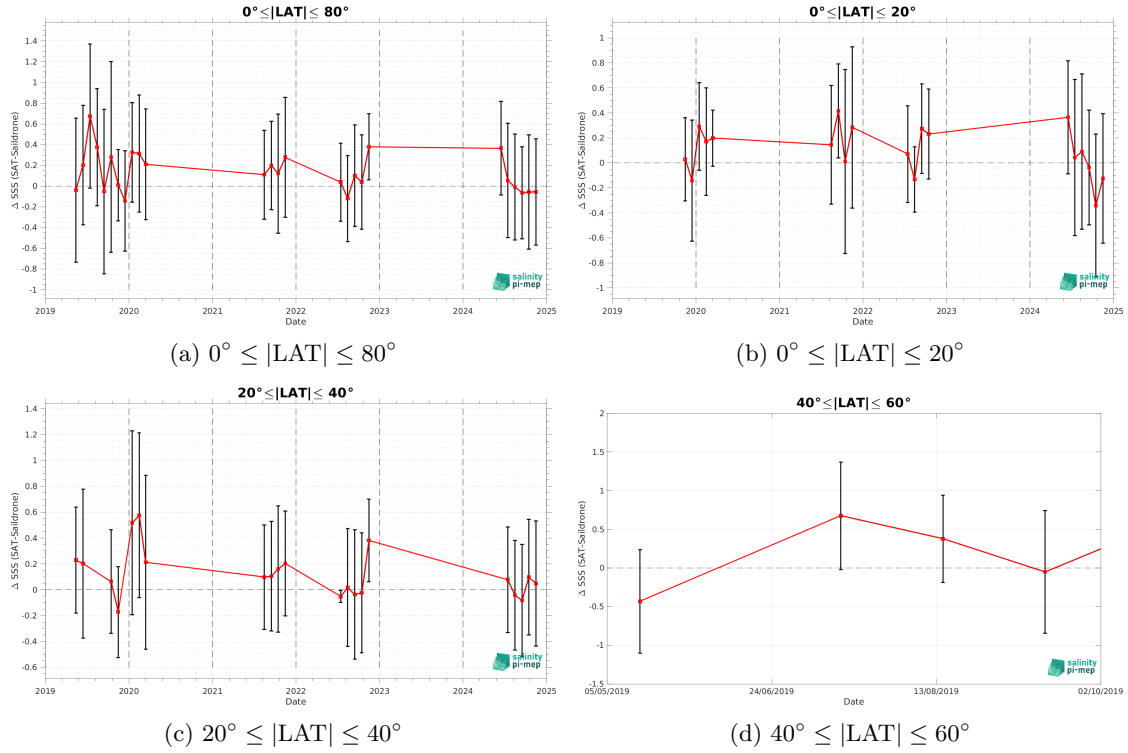 0°≤|LAT|≤ 80°
Δ SSS (SAT-Saildrone)
1.4
1.2
1
0.8
0.6
0.4
0.2
0
-0.2
-0.4
-0.6
-0.8
-1
2019 2020 2021 2022 2023 2024 2025
Date
salinity
pi-mep
(a) 0° ≤ |LAT| ≤ 80°
0°≤|LAT|≤ 20°
Δ SSS (SAT-Saildrone)
1
0.8
0.6
0.4
0.2
0
-0.2
-0.4
-0.6
-0.8
-1
2019 2020 2021 2022 2023 2024 2025
Date
salinity
pi-mep
(b) 0° ≤ |LAT| ≤ 20°
20°≤|LAT|≤ 40°
Δ SSS (SAT-Saildrone)
1.4
1.2
1
0.8
0.6
0.4
0.2
0
-0.2
-0.4
-0.6
2019 2020 2021 2022 2023 2024 2025
Date
salinity
pi-mep
(c) 20° ≤ |LAT| ≤ 40°
40°≤|LAT|≤ 60°
Δ SSS (SAT-Saildrone)
2
1.5
1
0.5
0
-0.5
-1
-1.5
05/05/2019 24/06/2019 13/08/2019 02/10/2019
Date
salinity
pi-mep
(d) 40° ≤ |LAT| ≤ 60°